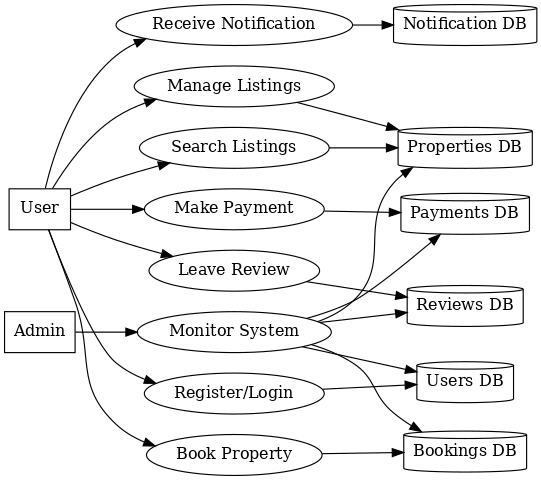 Receive Notification
Notification DB
Manage Listings
Search Listings
Properties DB
User
Make Payment
Payments DB
Leave Review
Reviews DB
Admin
Monitor System
Register/Login
Users DB
Book Property
Bookings DB